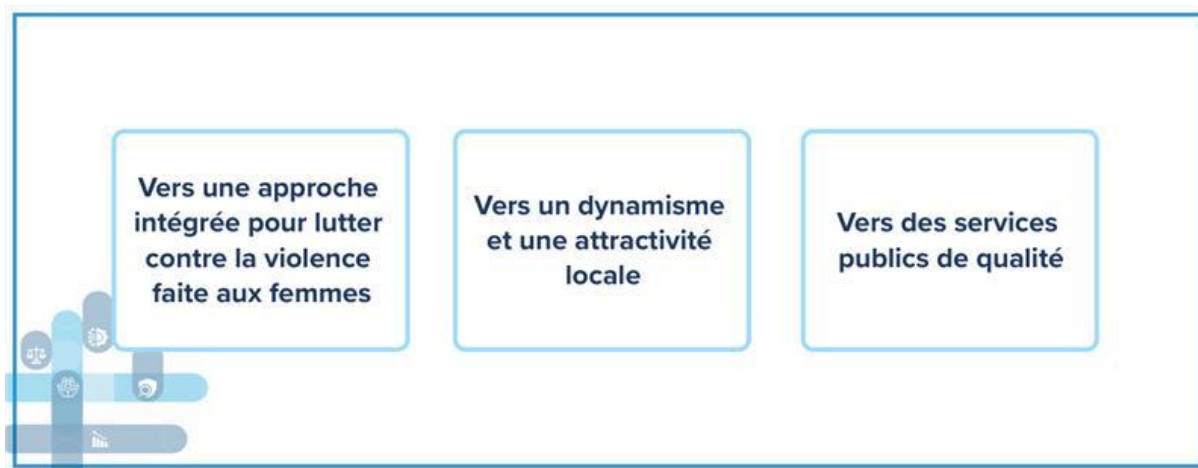 Vers une approche
intégrée pour lutter
contre la violence
faite aux femmes
Vers un dynamisme
et une attractivité
locale
Vers des services
publics de qualité